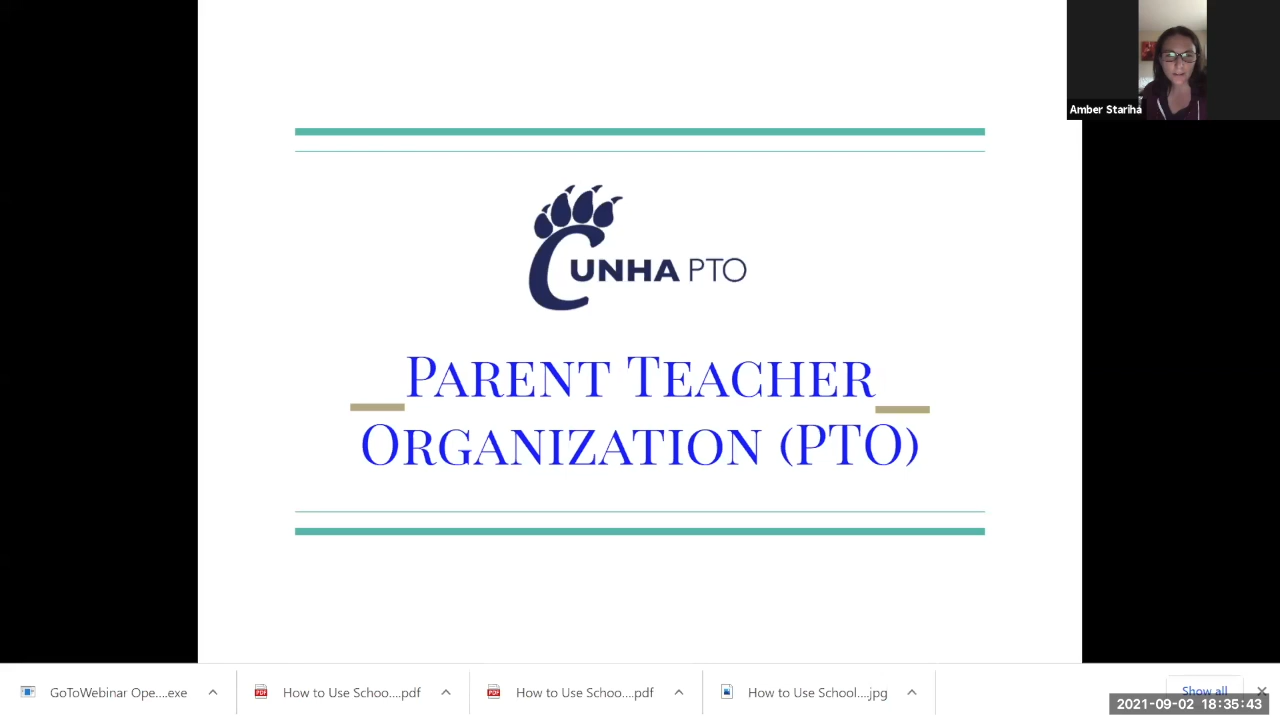 Amber Stariha
CUNHA PTO
PARENT TEACHER
ORGANIZATION (PTO)
GoToWebinar Ope....exe
How to Use Schoo....pdf
How to Use Schoo....pdf
How to Use School....jpg
Show all
2021-09-02 18:35:43